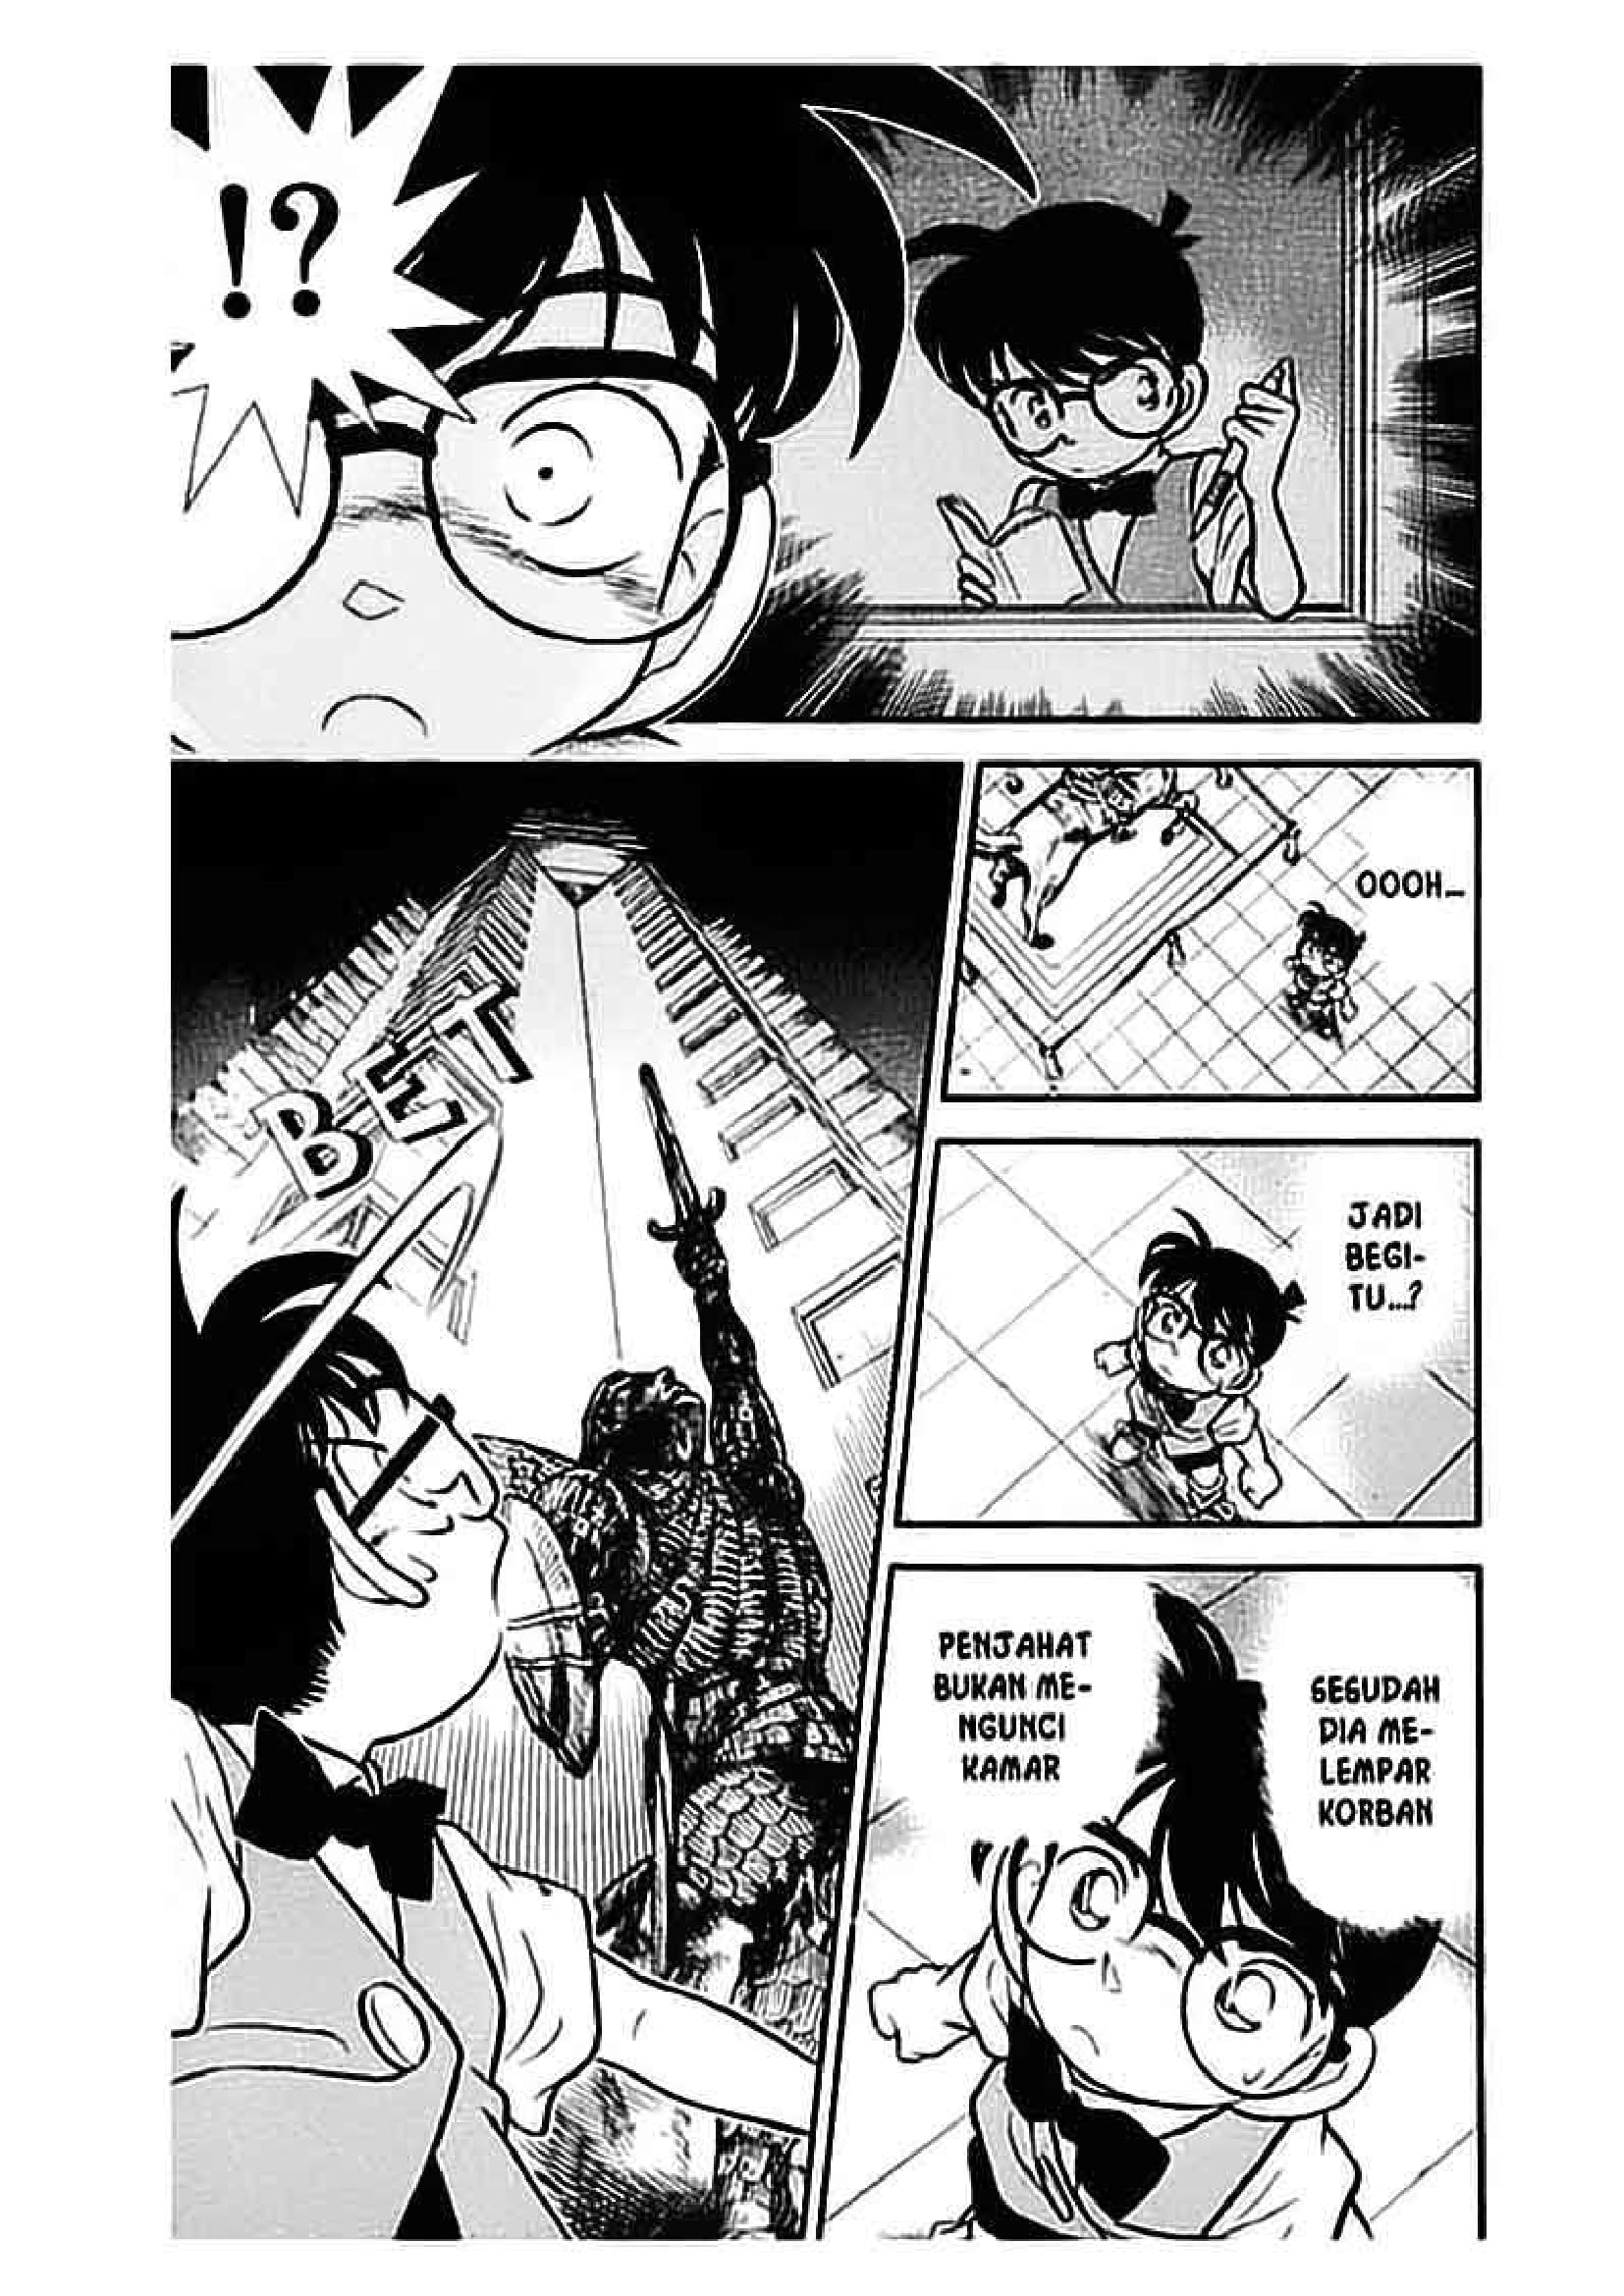 !?
OOOH...
JADI
BEGI-
TU...?
SESUDAH
DIA ME-
LEMPAR
KORBAN
PENJAHAT
BUKAN ME-
NGUNCI
KAMAR
BET